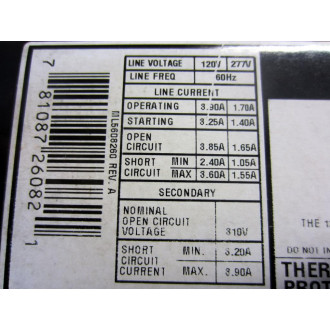 LINE VOLTAGE 120V 277V
LINE FREQ 60Hz
LINE CURRENT
OPERATING 3.90A 1.70A
STARTING 3.25A 1.40A
OPEN
CIRCUIT 3.85A 1.65A
SHORT MIN 2.40A 1.05A
CIRCUIT MAX 3.60A 1.55A
SECONDARY
NOMINAL
OPEN CIRCUIT
VOLTAGE 310V
SHORT MIN. 3.20A
CIRCUIT
CURRENT MAX. 3.90A
7 81087 26082 1
ML5608260 REV. A
THE 1
DO NOT IN
THER
PROT